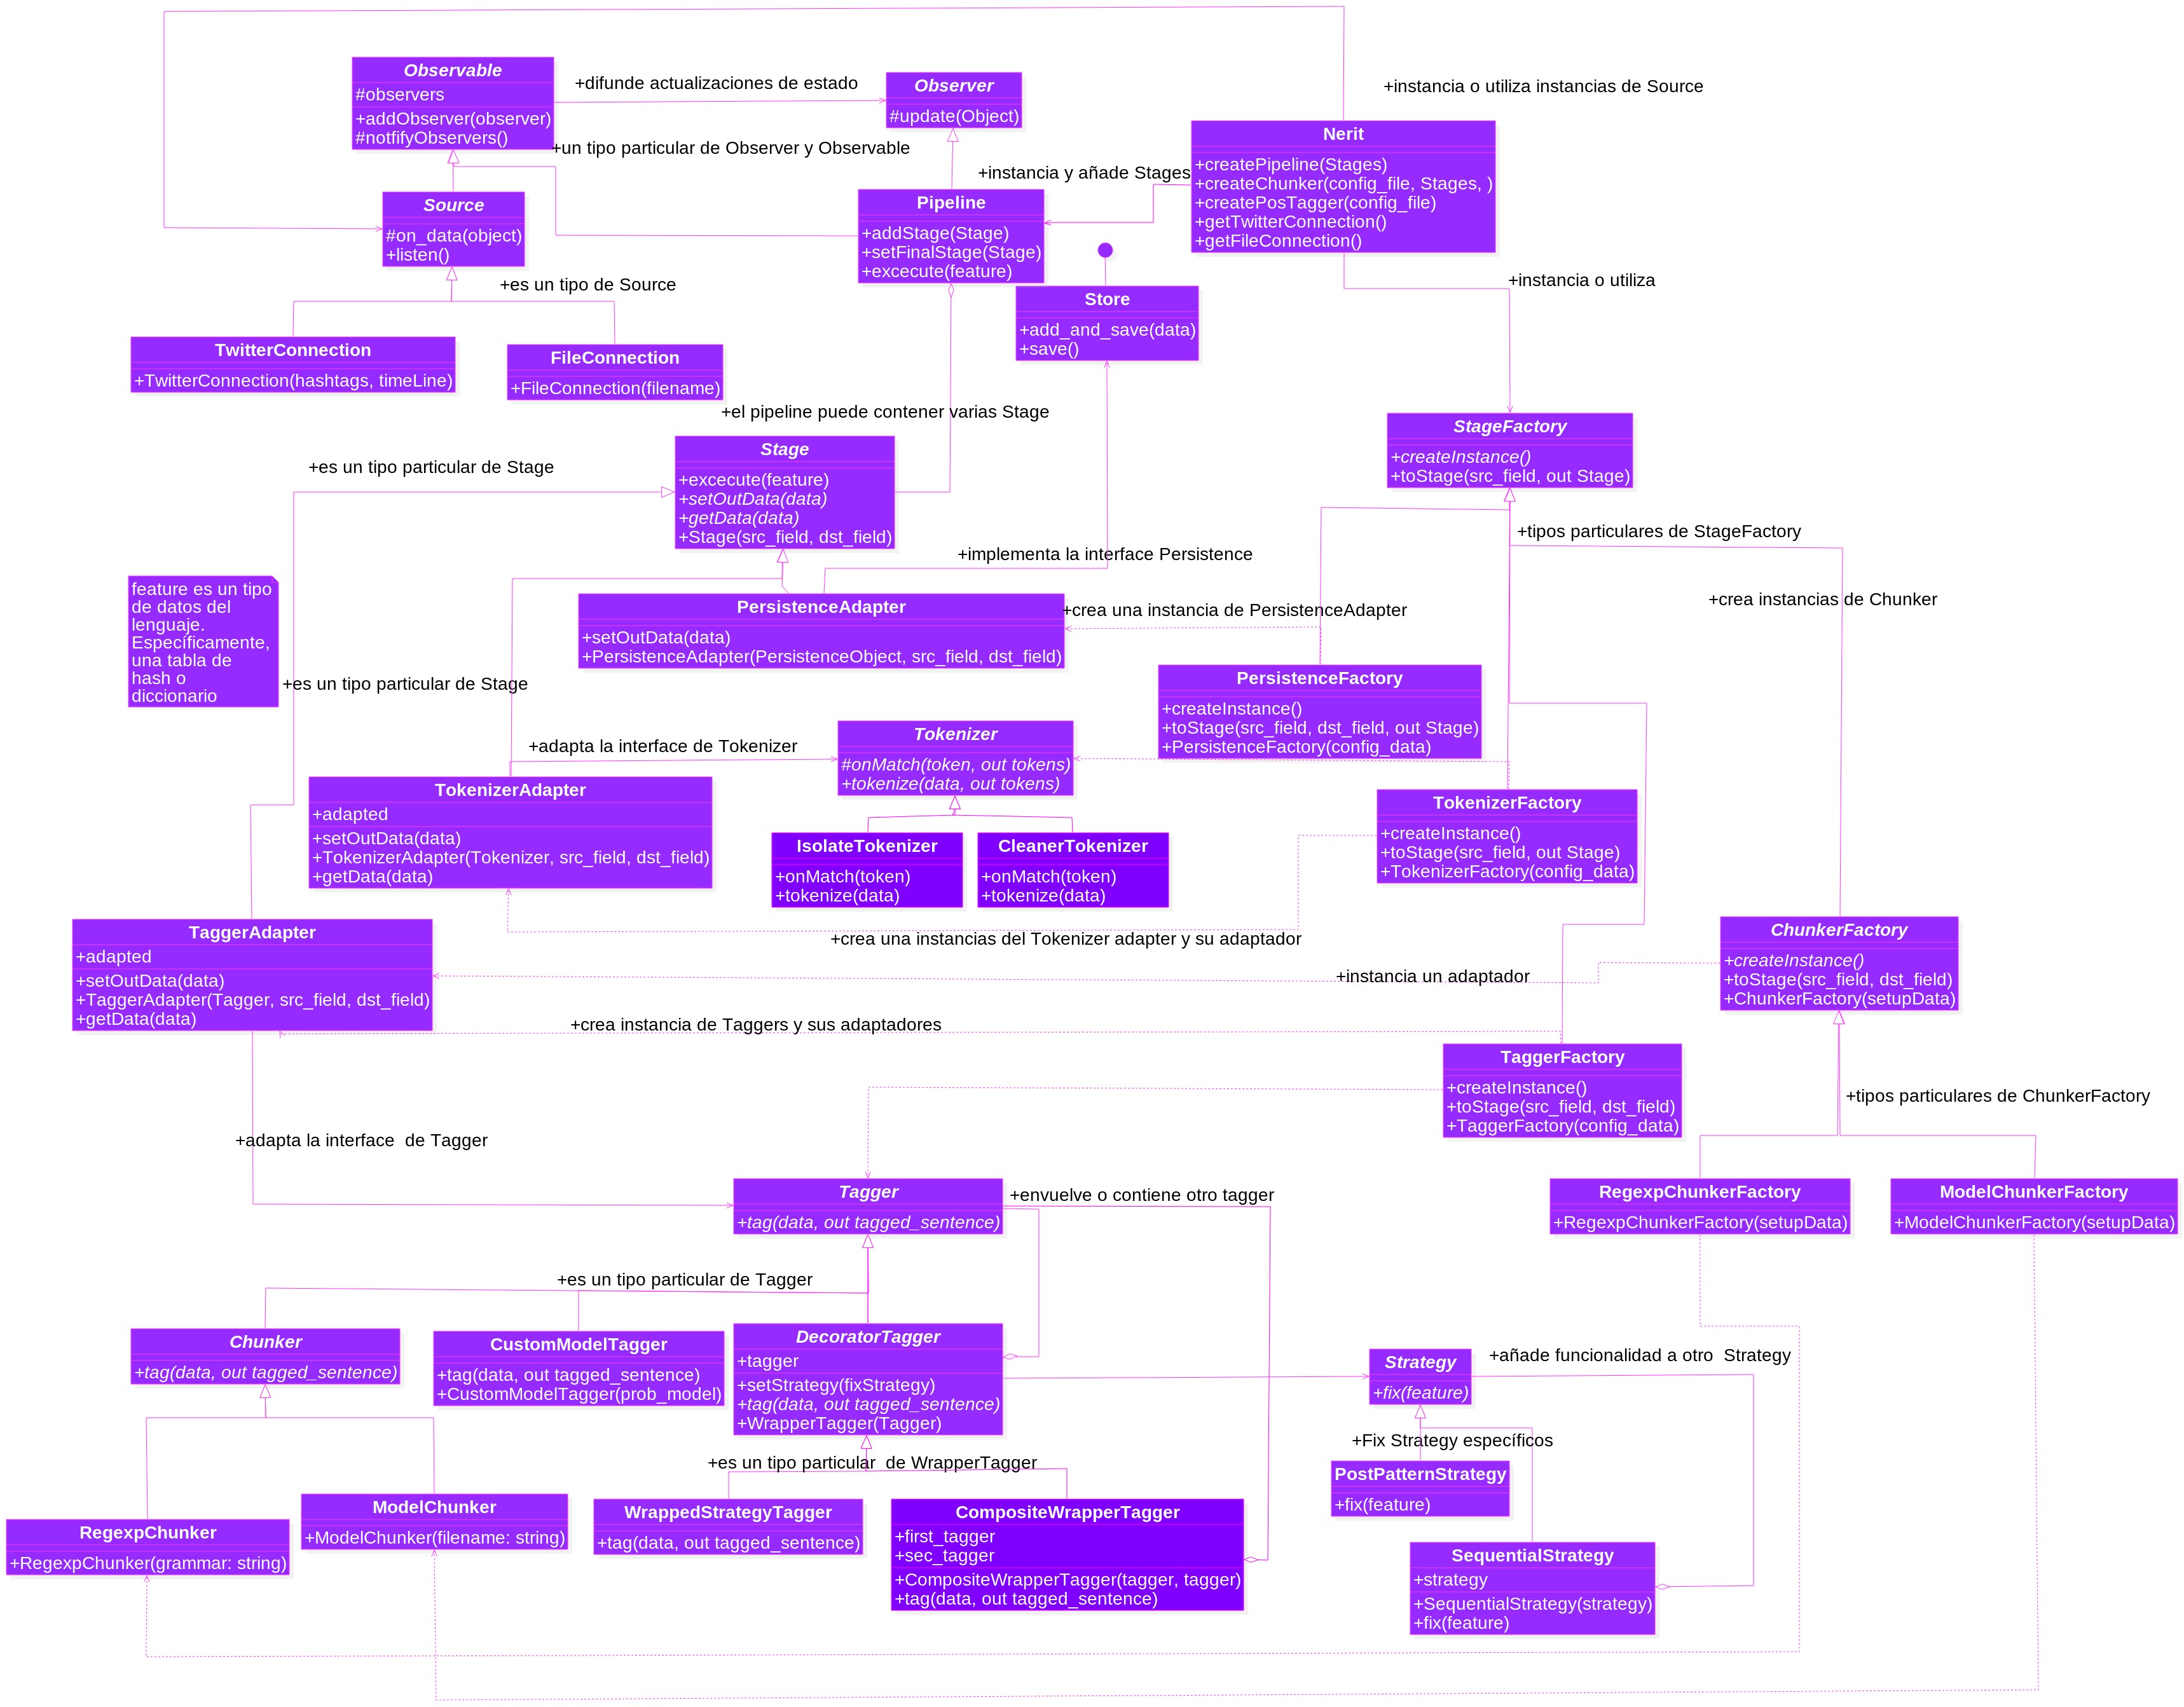 Observable
#observers
+addObserver(observer)
#notfifyObservers()
+difunde actualizaciones de estado
Observer
#update(Object)
+instancia o utiliza instancias de Source
Nerit
+createPipeline(Stages)
+createChunker(config_file, Stages, )
+createPosTagger(config_file)
+getTwitterConnection()
+getFileConnection()
+un tipo particular de Observer y Observable
+instancia y añade Stages
Source
#on_data(object)
+listen()
Pipeline
+addStage(Stage)
+setFinalStage(Stage)
+excecute(feature)
+es un tipo de Source
+instancia o utiliza
Store
+add_and_save(data)
+save()
TwitterConnection
+TwitterConnection(hashtags, timeLine)
FileConnection
+FileConnection(filename)
+el pipeline puede contener varias Stage
StageFactory
+createInstance()
+toStage(src_field, out Stage)
Stage
+excecute(feature)
+setOutData(data)
+getData(data)
+Stage(src_field, dst_field)
+es un tipo particular de Stage
+tipos particulares de StageFactory
+implementa la interface Persistence
feature es un tipo
de datos del
lenguaje.
Específicamente,
una tabla de
hash o
diccionario
PersistenceAdapter
+setOutData(data)
+PersistenceAdapter(PersistenceObject, src_field, dst_field)
+crea una instancia de PersistenceAdapter
+crea instancias de Chunker
+es un tipo particular de Stage
PersistenceFactory
+createInstance()
+toStage(src_field, dst_field, out Stage)
+PersistenceFactory(config_data)
+adapta la interface de Tokenizer
Tokenizer
#onMatch(token, out tokens)
+tokenize(data, out tokens)
TokenizerAdapter
+adapted
+setOutData(data)
+TokenizerAdapter(Tokenizer, src_field, dst_field)
+getData(data)
IsolateTokenizer
+onMatch(token)
+tokenize(data)
CleanerTokenizer
+onMatch(token)
+tokenize(data)
TokenizerFactory
+createInstance()
+toStage(src_field, out Stage)
+TokenizerFactory(config_data)
+crea una instancias del Tokenizer adapter y su adaptador
TaggerAdapter
+adapted
+setOutData(data)
+TaggerAdapter(Tagger, src_field, dst_field)
+getData(data)
+instancia un adaptador
ChunkerFactory
+createInstance()
+toStage(src_field, dst_field)
+ChunkerFactory(setupData)
+crea instancia de Taggers y sus adaptadores
TaggerFactory
+createInstance()
+toStage(src_field, dst_field)
+TaggerFactory(config_data)
+tipos particulares de ChunkerFactory
+adapta la interface  de Tagger
Tagger
+tag(data, out tagged_sentence)
+envuelve o contiene otro tagger
RegexpChunkerFactory
+RegexpChunkerFactory(setupData)
ModelChunkerFactory
+ModelChunkerFactory(setupData)
+es un tipo particular de Tagger
Chunker
+tag(data, out tagged_sentence)
CustomModelTagger
+tag(data, out tagged_sentence)
+CustomModelTagger(prob_model)
DecoratorTagger
+tagger
+setStrategy(fixStrategy)
+tag(data, out tagged_sentence)
+WrapperTagger(Tagger)
Strategy
+fix(feature)
+añade funcionalidad a otro  Strategy
+Fix Strategy específicos
+es un tipo particular  de WrapperTagger
PostPatternStrategy
+fix(feature)
RegexpChunker
+RegexpChunker(grammar: string)
ModelChunker
+ModelChunker(filename: string)
WrappedStrategyTagger
+tag(data, out tagged_sentence)
CompositeWrapperTagger
+first_tagger
+sec_tagger
+CompositeWrapperTagger(tagger, tagger)
+tag(data, out tagged_sentence)
SequentialStrategy
+strategy
+SequentialStrategy(strategy)
+fix(feature)